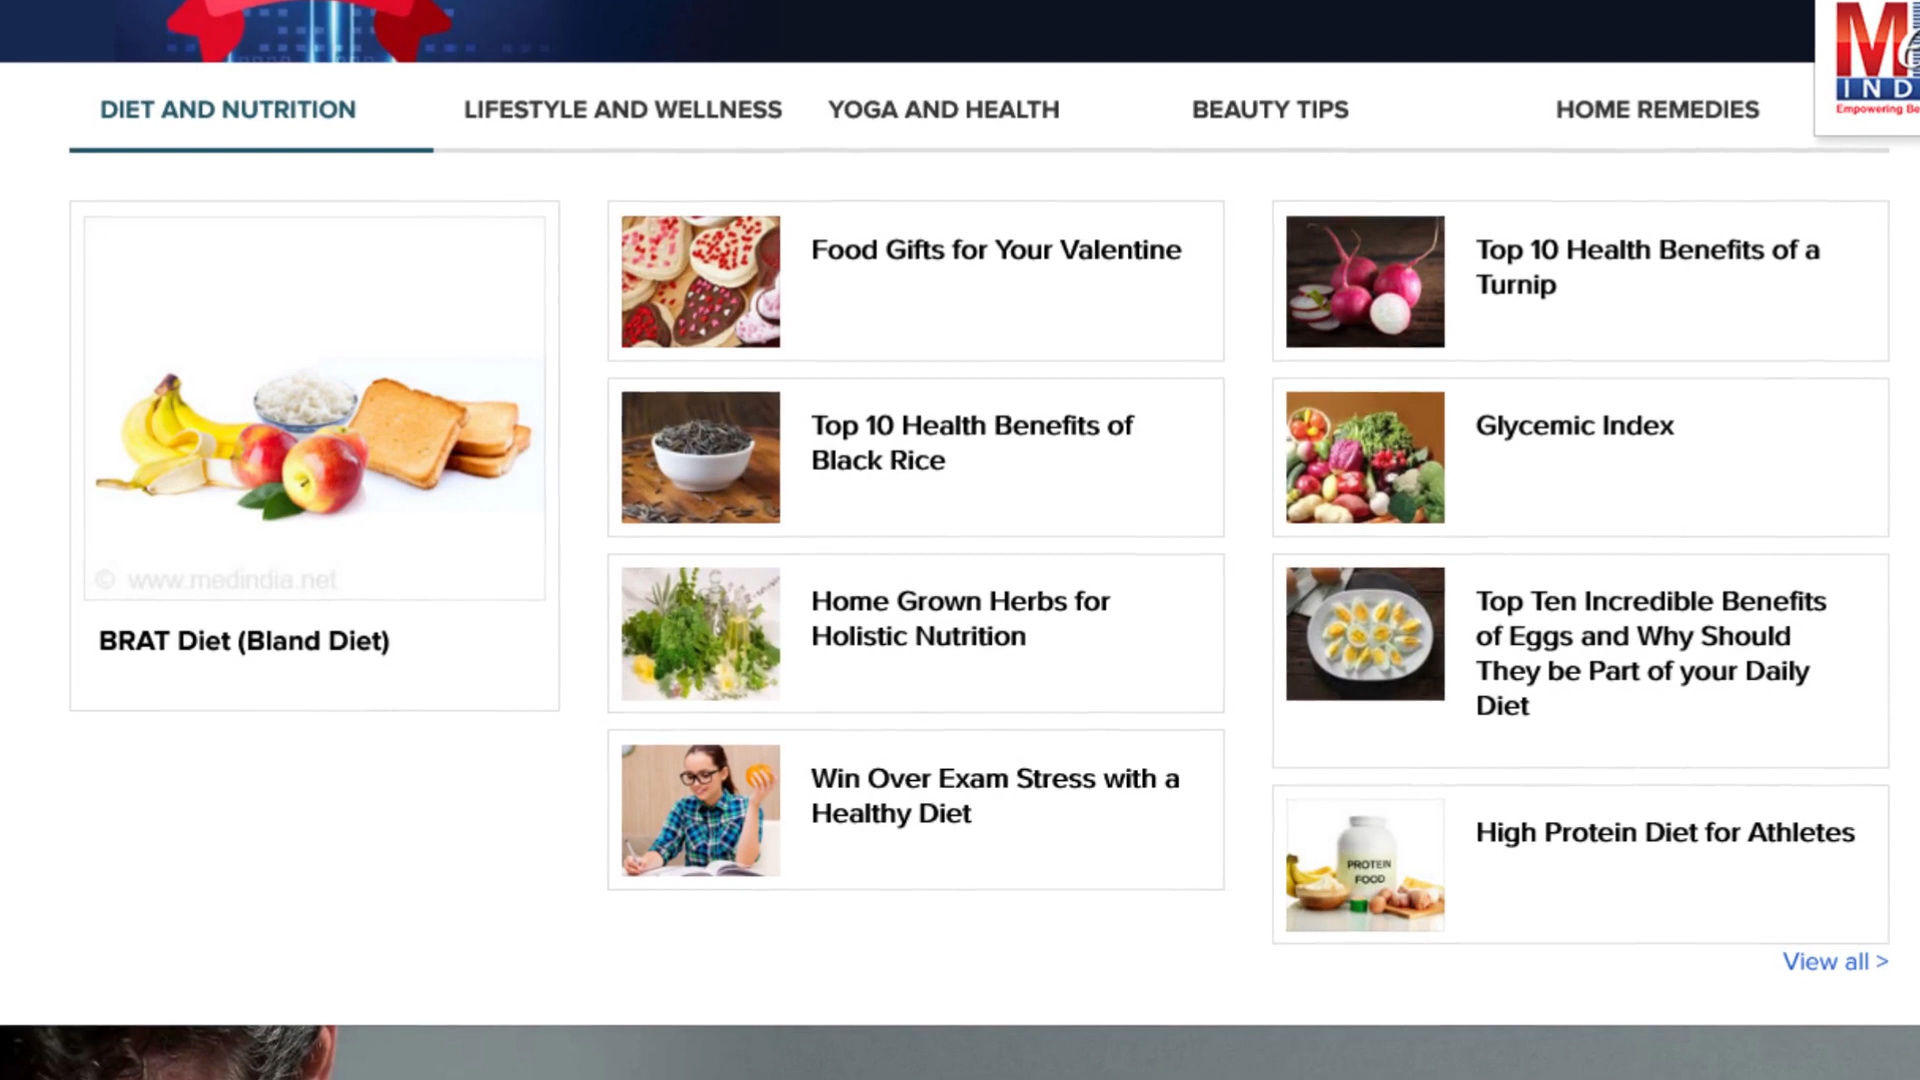 M
IND
Empowering Be
DIET AND NUTRITION
LIFESTYLE AND WELLNESS
YOGA AND HEALTH
BEAUTY TIPS
HOME REMEDIES
© www.medindia.net
BRAT Diet (Bland Diet)
Food Gifts for Your Valentine
Top 10 Health Benefits of
Black Rice
Home Grown Herbs for
Holistic Nutrition
Win Over Exam Stress with a
Healthy Diet
Top 10 Health Benefits of a
Turnip
Glycemic Index
Top Ten Incredible Benefits
of Eggs and Why Should
They be Part of your Daily
Diet
PROTEIN
FOOD
High Protein Diet for Athletes
View all >